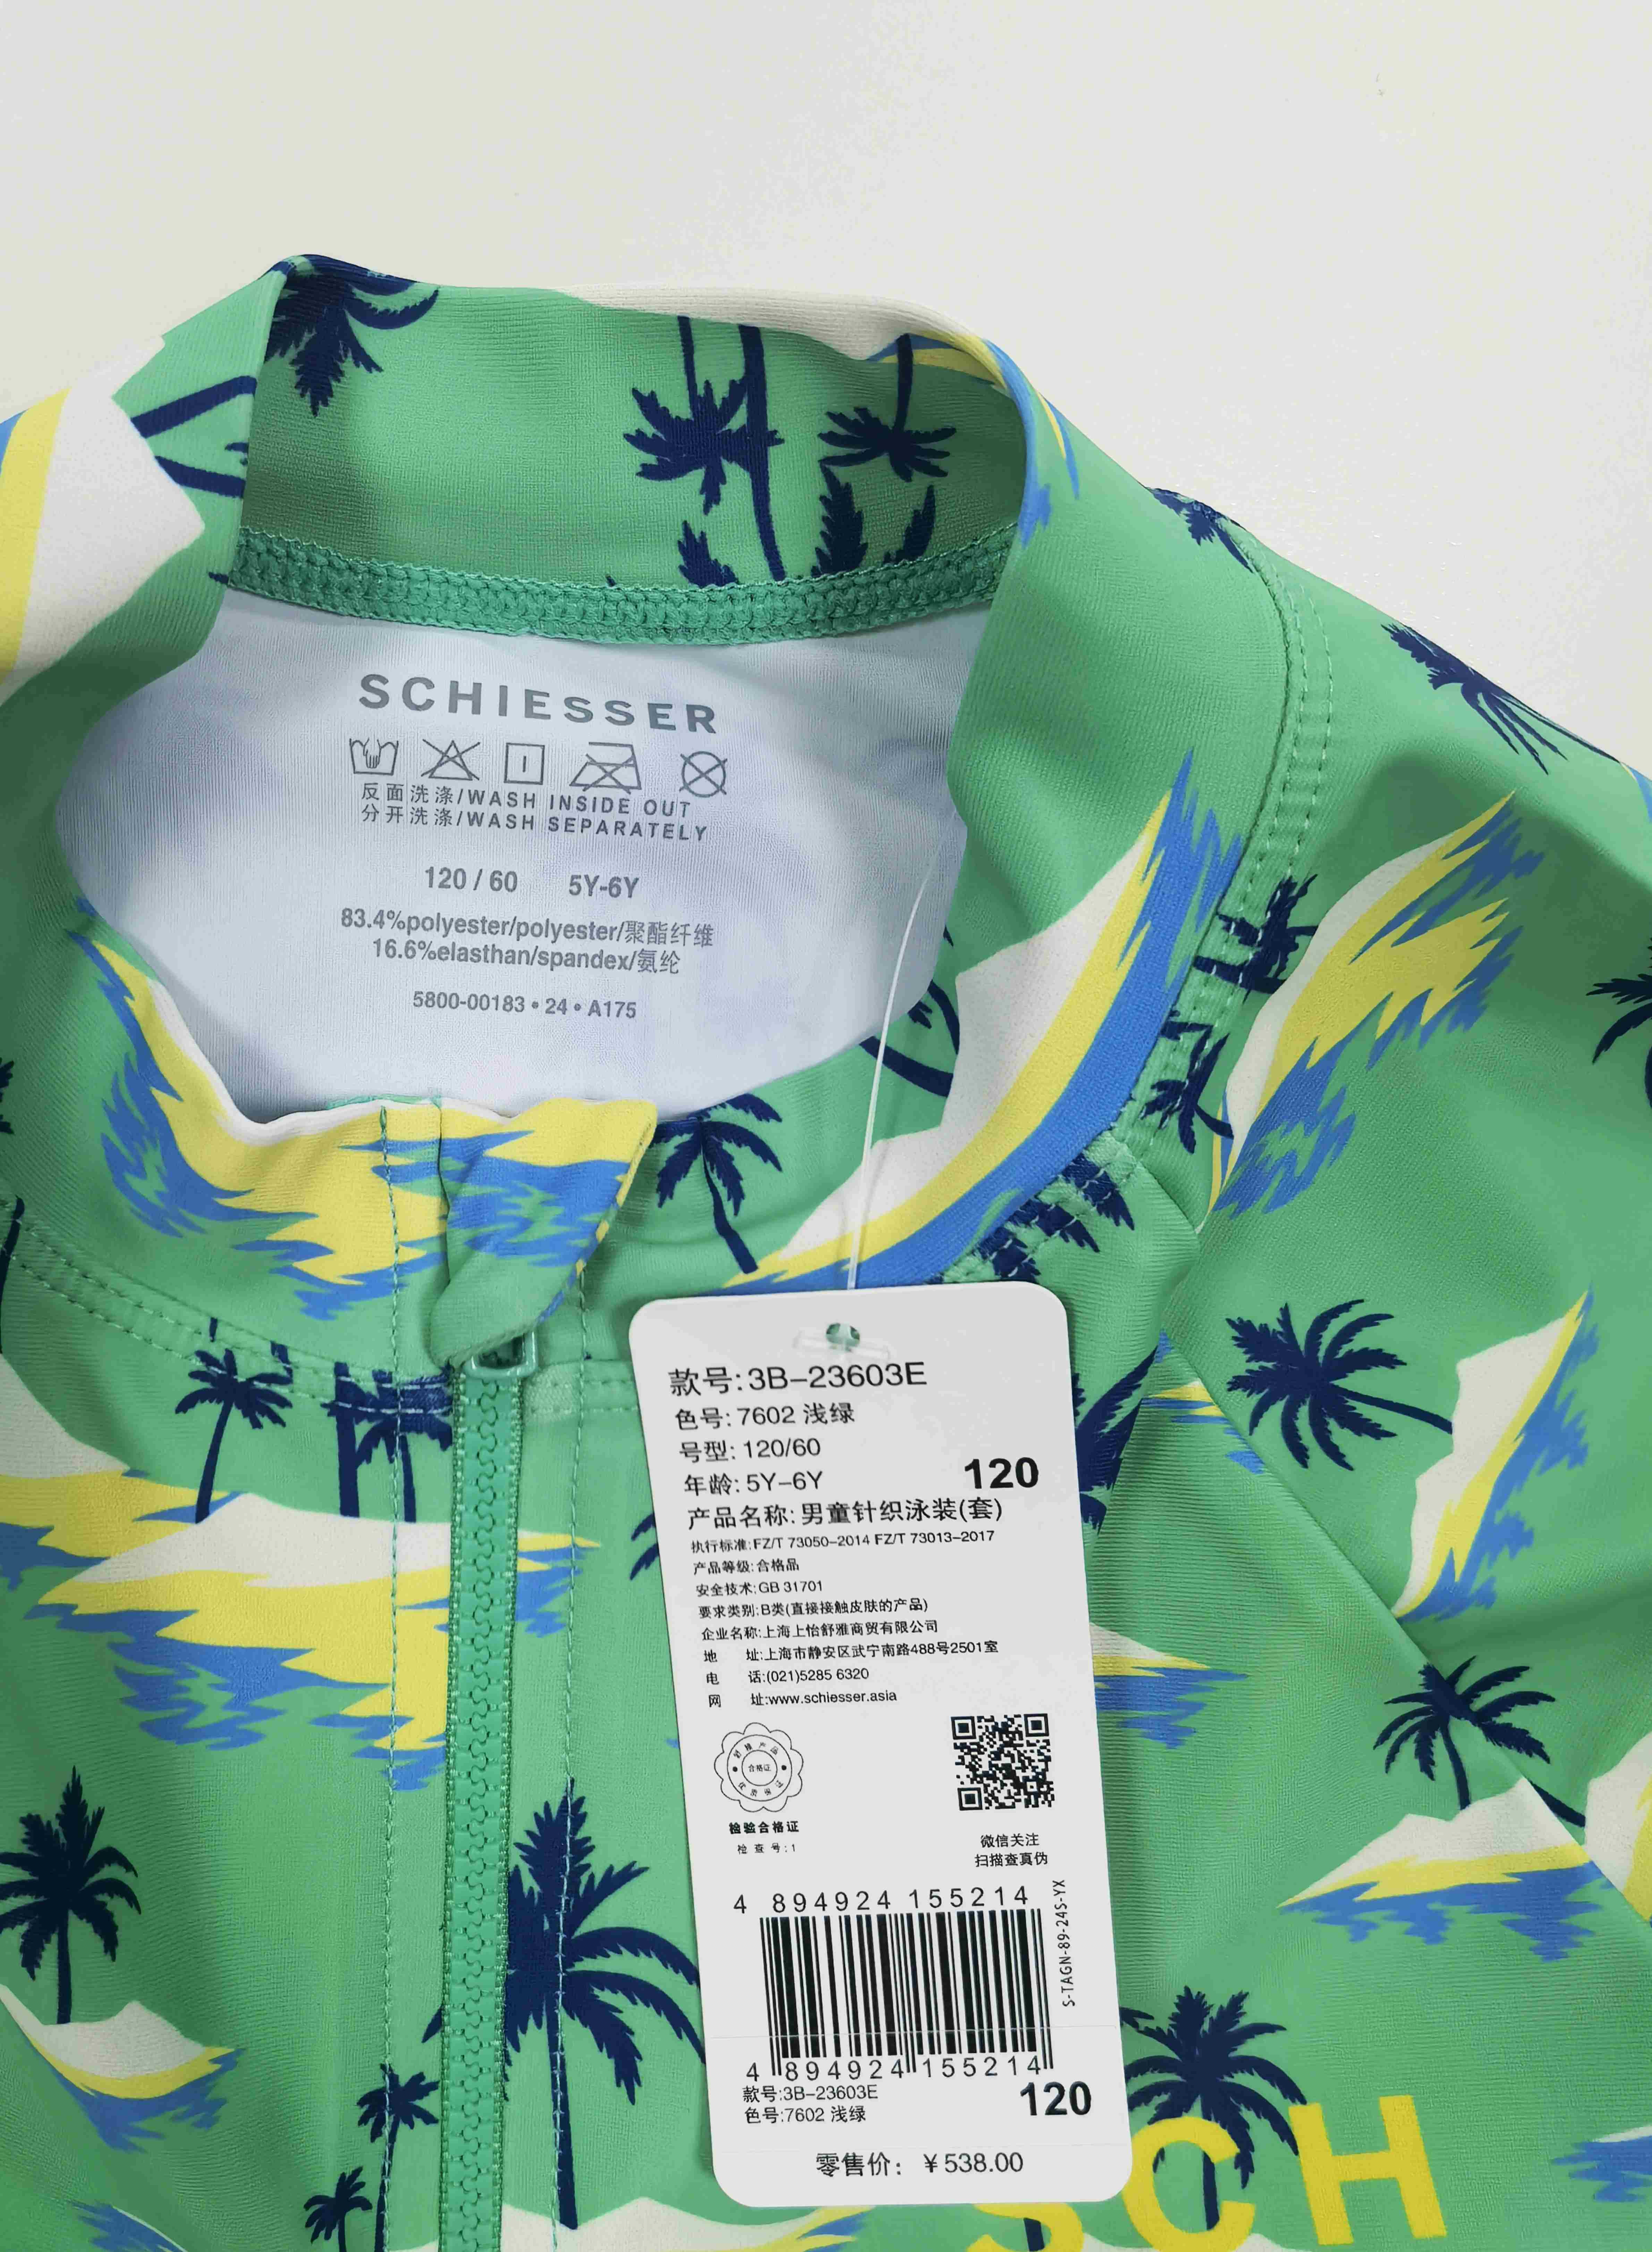 SCHIESSER
反面洗涤/WASH INSIDE OUT
分开洗涤/WASH SEPARATELY
120 / 60 5Y-6Y
83.4%polyester/polyester/聚酯纤维
16.6%elasthan/spandex/氨纶
5800-00183 • 24 • A175
款号:3B-23603E
色号:7602 浅绿
号型:120/60
年龄:5Y-6Y 120
产品名称:男童针织泳装(套)
执行标准:FZ/T 73050-2014 FZ/T 73013-2017
产品等级:合格品
安全技术:GB 31701
要求类别:B类(直接接触皮肤的产品)
企业名称:上海上怡舒雅商贸有限公司
地 址:上海市静安区武宁南路488号2501室
电 话:(021)5285 6320
网 址:www.schiesser.asia
合格证
检验合格证
检查号:1
微信关注
扫描查真伪
4 894924 155214
S-TAGN-89-24S-YX
4 894924 155214
款号:3B-23603E
色号:7602 浅绿
120
零售价：￥538.00
SCH